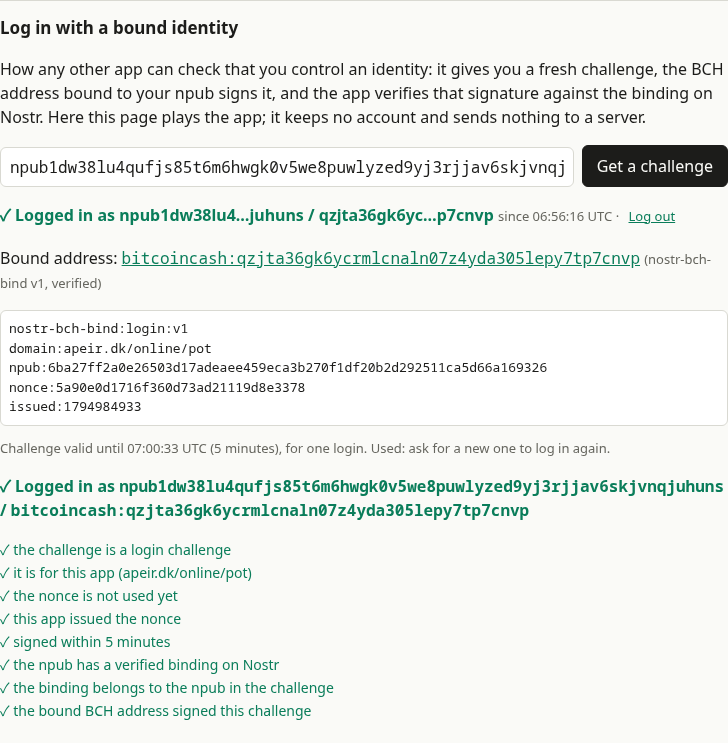 Log in with a bound identity
How any other app can check that you control an identity: it gives you a fresh challenge, the BCH
address bound to your npub signs it, and the app verifies that signature against the binding on
Nostr. Here this page plays the app; it keeps no account and sends nothing to a server.
npub1dw38lu4qufjs85t6m6hwgk0v5we8puwlyzed9yj3rjjav6skjvnqj
Get a challenge
✓ Logged in as npub1dw38lu4…juhuns / qzjta36gk6yc…p7cnvp since 06:56:16 UTC · Log out
Bound address: bitcoincash:qzjta36gk6ycrmlcnaln07z4yda305lepy7tp7cnvp (nostr-bch-
bind v1, verified)
nostr-bch-bind:login:v1
domain:apeir.dk/online/pot
npub:6ba27ff2a0e26503d17adeaee459eca3b270f1df20b2d292511ca5d66a169326
nonce:5a90e0d1716f360d73ad21119d8e3378
issued:1794984933
Challenge valid until 07:00:33 UTC (5 minutes), for one login. Used: ask for a new one to log in again.
✓ Logged in as npub1dw38lu4qufjs85t6m6hwgk0v5we8puwlyzed9yj3rjjav6skjvnqjuhuns
/ bitcoincash:qzjta36gk6ycrmlcnaln07z4yda305lepy7tp7cnvp
✓ the challenge is a login challenge
✓ it is for this app (apeir.dk/online/pot)
✓ the nonce is not used yet
✓ this app issued the nonce
✓ signed within 5 minutes
✓ the npub has a verified binding on Nostr
✓ the binding belongs to the npub in the challenge
✓ the bound BCH address signed this challenge